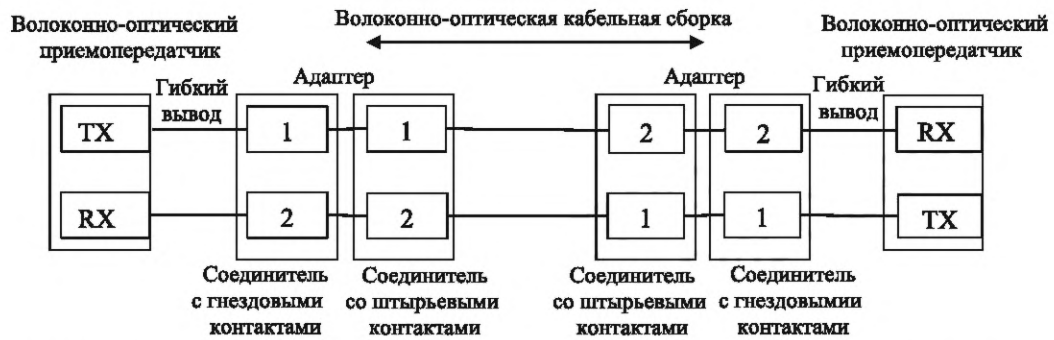 Волоконно-оптическая кабельная сборка
Волоконно-оптический
приемопередатчик
Волоконно-оптический
приемопередатчик
Гибкий
вывод
Адаптер
Адаптер
Гибкий
вывод
TX
1
1
2
2
RX
RX
2
2
1
1
TX
Соединитель
с гнездовыми
контактами
Соединитель
со штырьевыми
контактами
Соединитель
со штырьевыми
контактами
Соединитель
с гнездовымии
контактами